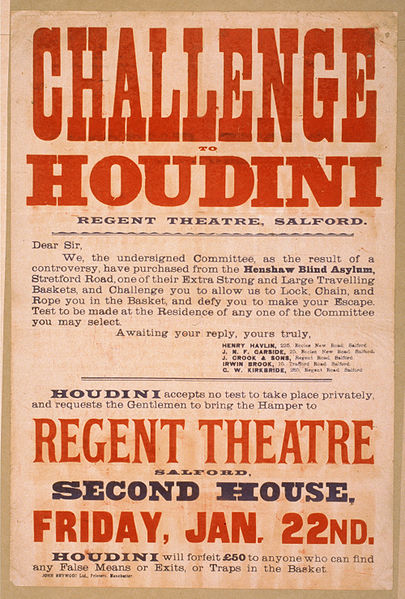 CHALLENGE
TO
HOUDINI
REGENT THEATRE, SALFORD.
Dear Sir,
We, the undersigned Committee, as the result of a
controversy, have purchased from the Henshaw Blind Asylum,
Stretford Road, one of their Extra Strong and Large Travelling
Baskets, and Challenge you to allow us to Lock, Chain, and
Rope you in the Basket, and defy you to make your Escape.
Test to be made at the Residence of any one of the Committee
you may select.
Awaiting your reply, yours truly,
HENRY HAVLIN, Eccles New Road, Salford.
J. N. F. GARSIDE, Eccles New Road, Salford.
J. CROOK & SONS, Regent Road, Salford.
IRWIN BROOK, Trafford Road, Salford.
C. W. KIRKBRIDE, Regent Road, Salford.
HOUDINI accepts no test to take place privately,
and requests the Gentlemen to bring the Hamper to
REGENT THEATRE
SALFORD,
SECOND HOUSE,
FRIDAY, JAN. 22ND.
HOUDINI will forfeit £50 to anyone who can find
any False Means or Exits, or Traps in the Basket.
JOHN HEYWOOD Ltd., Printers, Manchester.